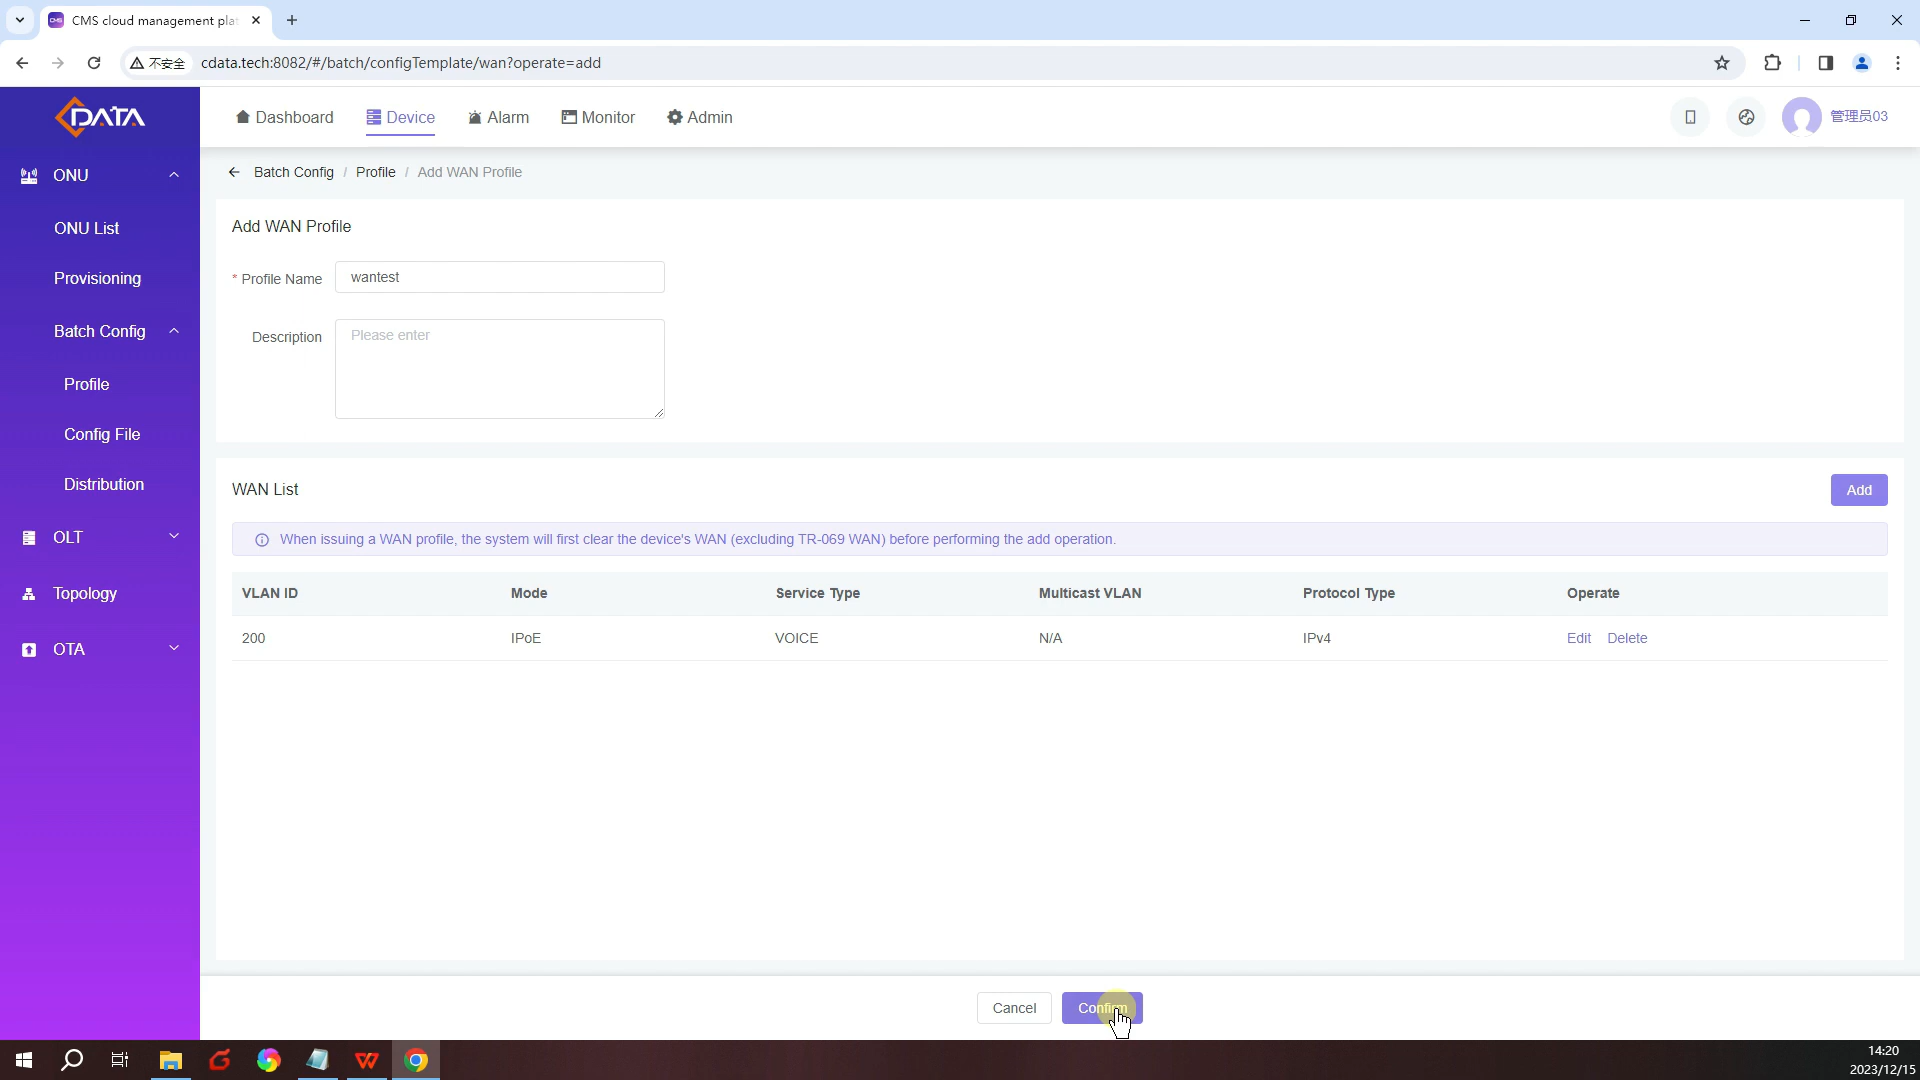 CMS cloud management plat
不安全
cdata.tech:8082/#/batch/configTemplate/wan?operate=add
DATA
Dashboard
Device
Alarm
Monitor
Admin
管理员03
ONU
ONU List
Provisioning
Batch Config
Profile
Config File
Distribution
OLT
Topology
OTA
Batch Config / Profile / Add WAN Profile
Add WAN Profile
* Profile Name
wantest
Description
Please enter
WAN List
Add
When issuing a WAN profile, the system will first clear the device's WAN (excluding TR-069 WAN) before performing the add operation.
VLAN ID Mode Service Type Multicast VLAN Protocol Type Operate
200 IPoE VOICE N/A IPv4 Edit Delete
Cancel
Confirm
14:20
2023/12/15